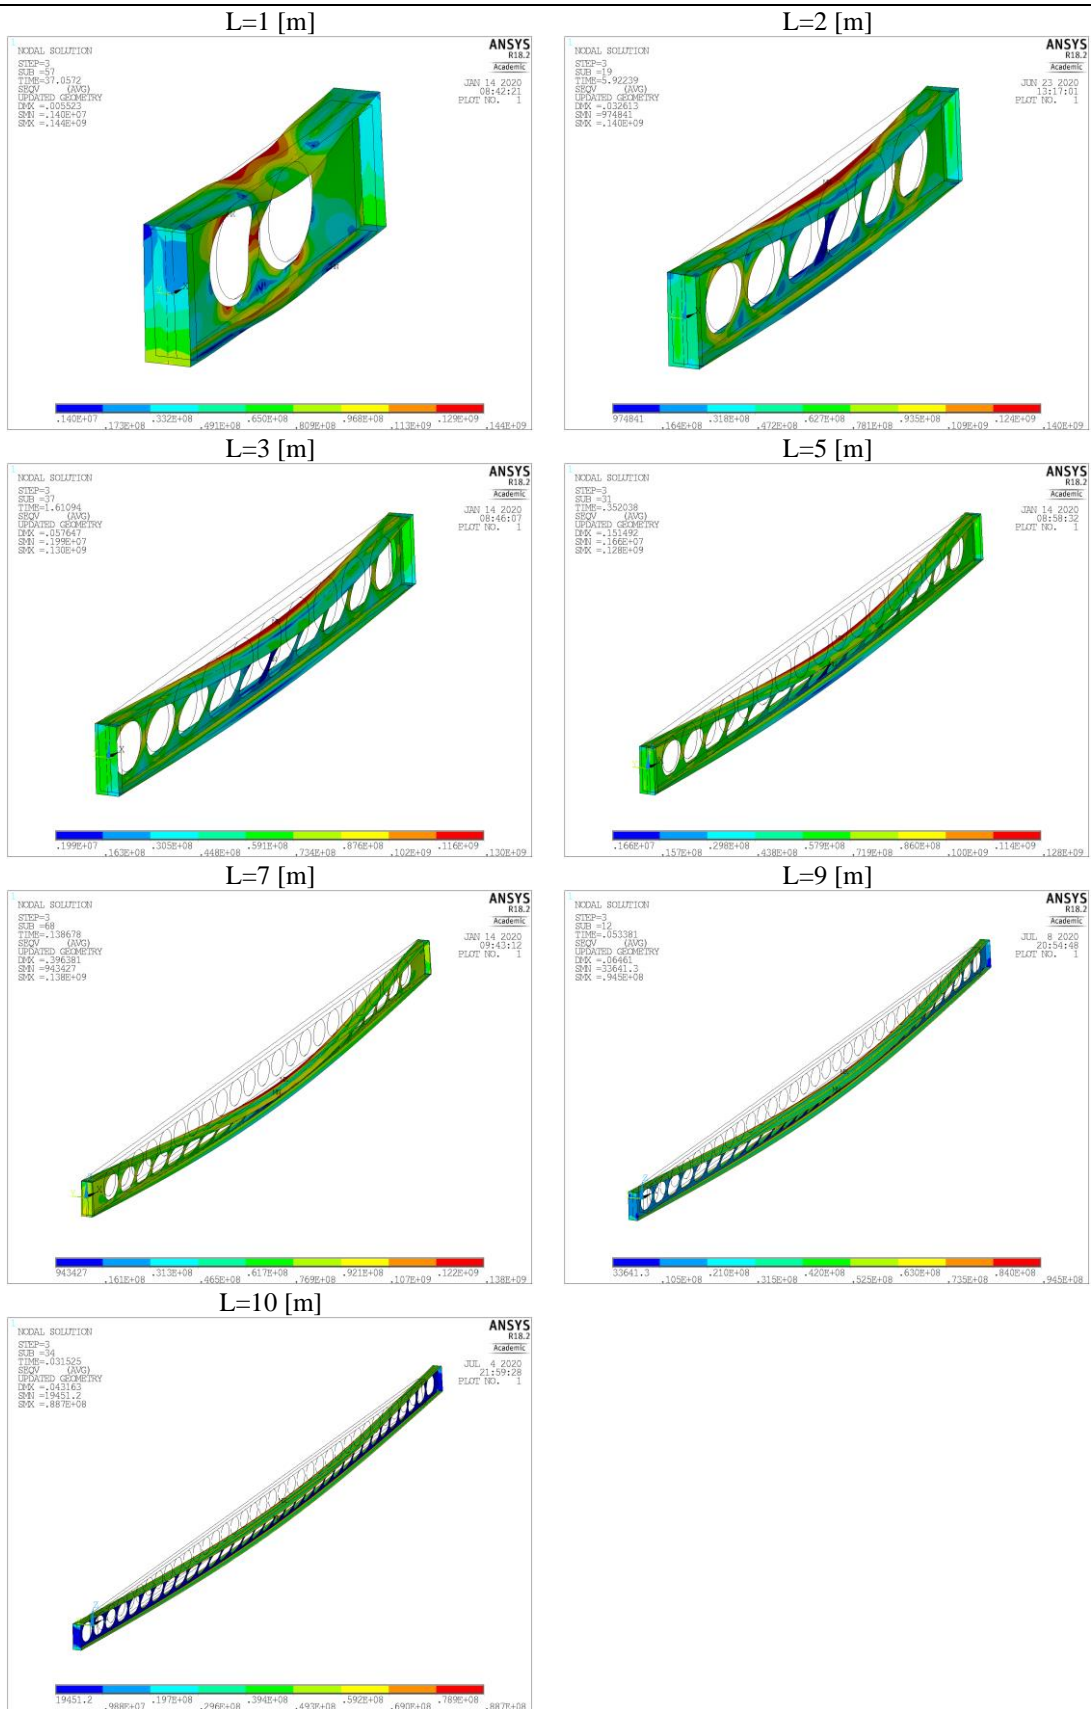 L=1 [m]
1
NODAL SOLUTION
STEP=3
SUB =57
TIME=37.0572
SEQV (AVG)
UPDATED GEOMETRY
DMX =.005523
SMN =.140E+07
SMX =.144E+09
ANSYS
R18.2
Academic
JAN 14 2020
08:42:21
PLOT NO. 1
.140E+07 .332E+08 .650E+08 .968E+08 .129E+09
.173E+08 .491E+08 .809E+08 .113E+09 .144E+09
L=2 [m]
1
NODAL SOLUTION
STEP=3
SUB =19
TIME=5.92239
SEQV (AVG)
UPDATED GEOMETRY
DMX =.032613
SMN =974841
SMX =.140E+09
ANSYS
R18.2
Academic
JUN 23 2020
13:17:01
PLOT NO. 1
974841 .318E+08 .627E+08 .935E+08 .124E+09
.164E+08 .472E+08 .781E+08 .109E+09 .140E+09
L=3 [m]
1
NODAL SOLUTION
STEP=3
SUB =37
TIME=1.61094
SEQV (AVG)
UPDATED GEOMETRY
DMX =.057647
SMN =.199E+07
SMX =.130E+09
ANSYS
R18.2
Academic
JAN 14 2020
08:46:07
PLOT NO. 1
X
.199E+07 .305E+08 .591E+08 .876E+08 .116E+09
.163E+08 .448E+08 .734E+08 .102E+09 .130E+09
L=5 [m]
1
NODAL SOLUTION
STEP=3
SUB =31
TIME=.352038
SEQV (AVG)
UPDATED GEOMETRY
DMX =.151492
SMN =.166E+07
SMX =.128E+09
ANSYS
R18.2
Academic
JAN 14 2020
08:58:32
PLOT NO. 1
.166E+07 .298E+08 .579E+08 .860E+08 .114E+09
.157E+08 .438E+08 .719E+08 .100E+09 .128E+09
L=7 [m]
1
NODAL SOLUTION
STEP=3
SUB =68
TIME=.138678
SEQV (AVG)
UPDATED GEOMETRY
DMX =.396381
SMN =943427
SMX =.138E+09
ANSYS
R18.2
Academic
JAN 14 2020
09:43:12
PLOT NO. 1
943427 .313E+08 .617E+08 .921E+08 .122E+09
.161E+08 .465E+08 .769E+08 .107E+09 .138E+09
L=9 [m]
1
NODAL SOLUTION
STEP=3
SUB =12
TIME=.053381
SEQV (AVG)
UPDATED GEOMETRY
DMX =.06461
SMN =33641.3
SMX =.945E+08
ANSYS
R18.2
Academic
JUL 8 2020
20:54:48
PLOT NO. 1
Z
33641.3 .210E+08 .420E+08 .630E+08 .840E+08
.105E+08 .315E+08 .525E+08 .735E+08 .945E+08
L=10 [m]
1
NODAL SOLUTION
STEP=3
SUB =34
TIME=.031525
SEQV (AVG)
UPDATED GEOMETRY
DMX =.043163
SMN =19451.2
SMX =.887E+08
ANSYS
R18.2
Academic
JUL 4 2020
21:59:28
PLOT NO. 1
Z
19451.2 .197E+08 .394E+08 .592E+08 .789E+08
.988E+07 .296E+08 .493E+08 .690E+08 .887E+08